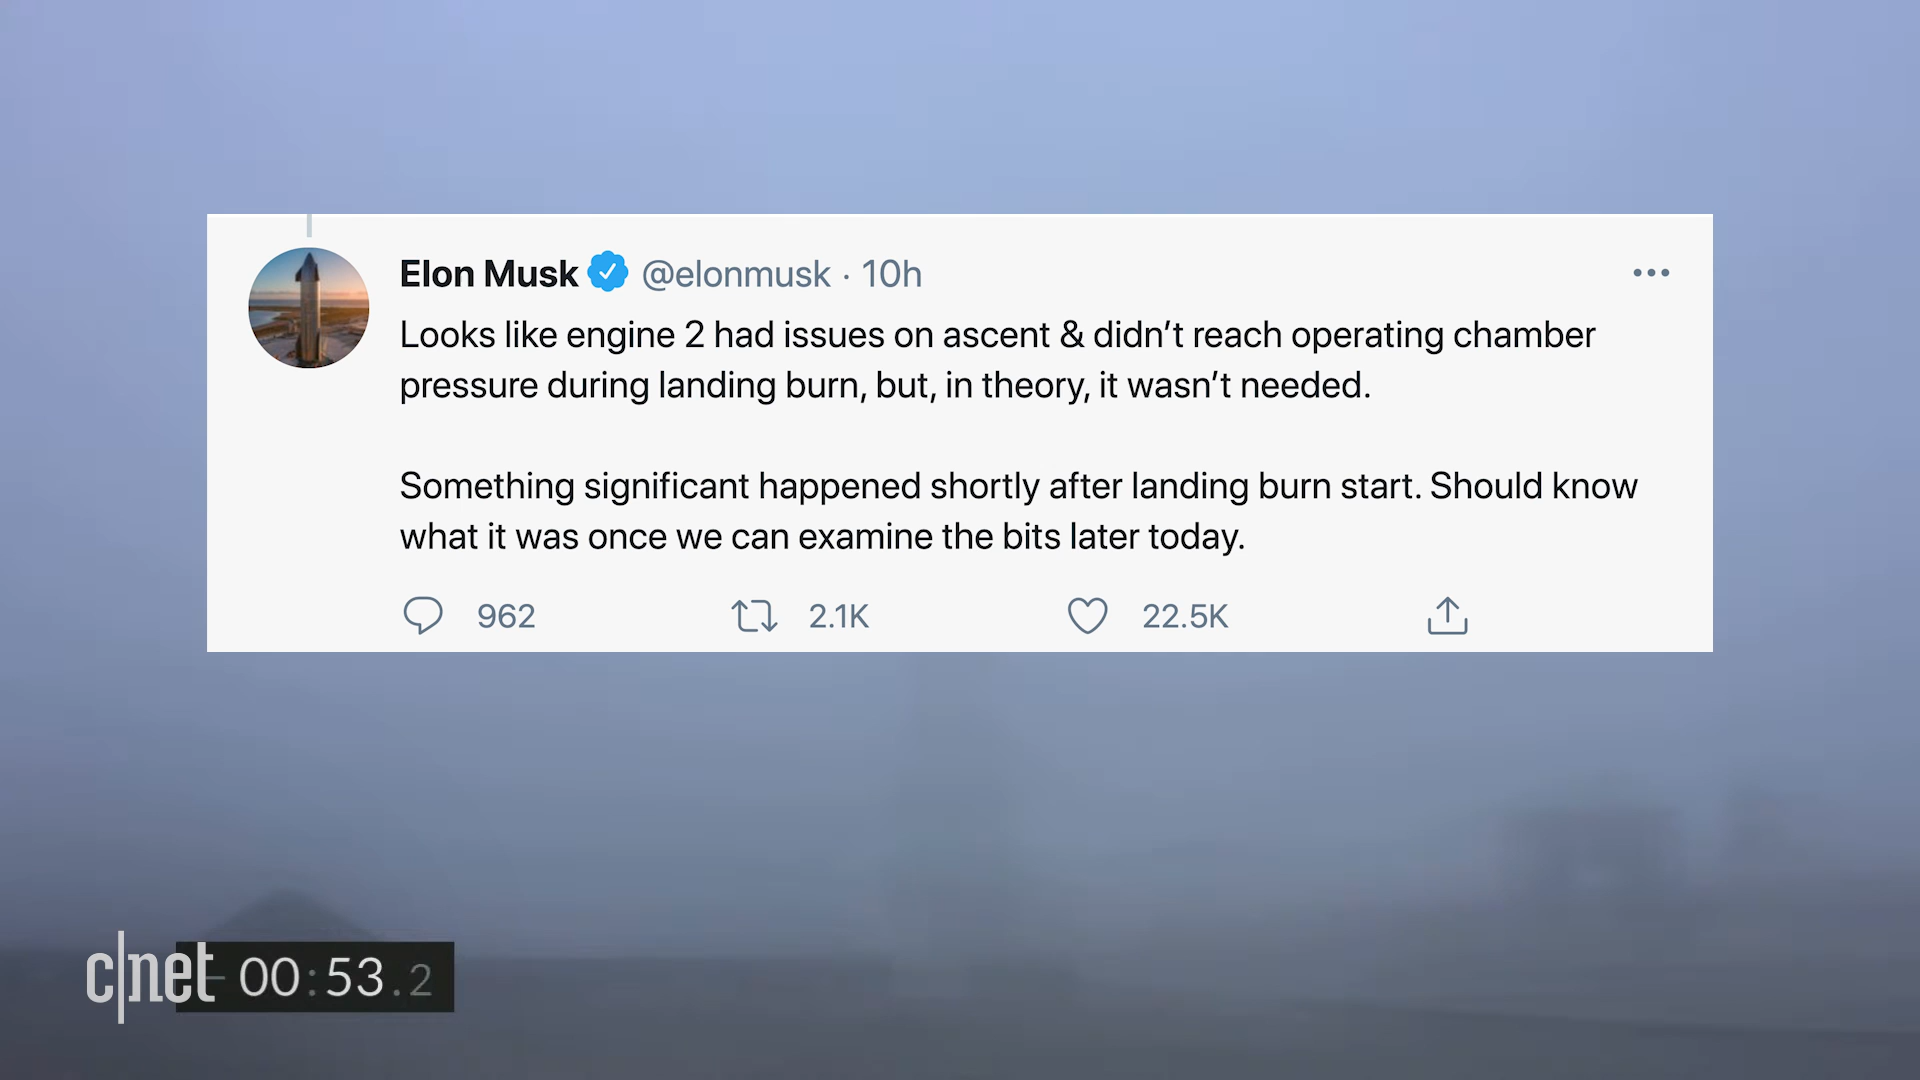 Elon Musk @elonmusk · 10h
Looks like engine 2 had issues on ascent & didn’t reach operating chamber
pressure during landing burn, but, in theory, it wasn’t needed.
Something significant happened shortly after landing burn start. Should know
what it was once we can examine the bits later today.
962 2.1K 22.5K
c|net
00:53.2